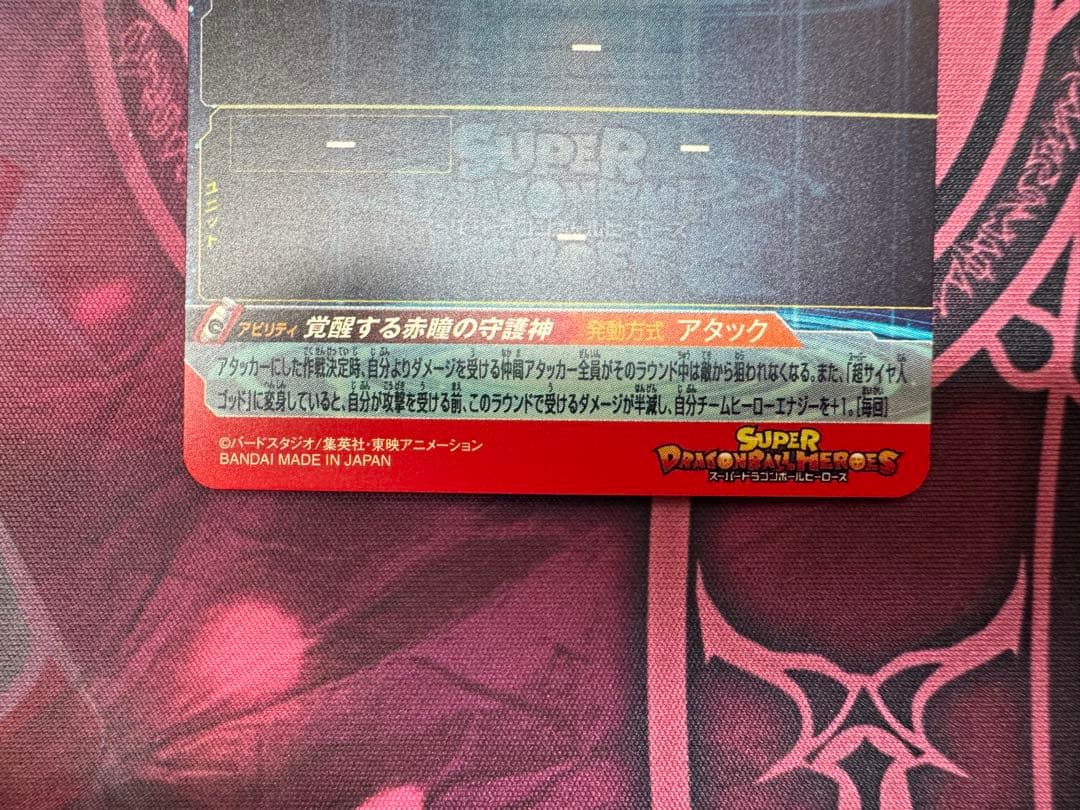 ー
ー
ー
SUPER
ユニット
ー
アビリティ 覚醒する赤瞳の守護神 発動方式 アタック
アタッカーにした作戦決定時、自分よりダメージを受ける仲間アタッカー全員がそのラウンド中は敵から狙われなくなる。また、「超サイヤ人
ゴッド」に変身していると、自分が攻撃を受ける前、このラウンドで受けるダメージが半減し、自分チームヒーローエナジーを+1。[毎回]
©バードスタジオ/集英社・東映アニメーション
BANDAI MADE IN JAPAN
SUPER
DRAGONBALL HEROES
スーパードラゴンボールヒーローズ